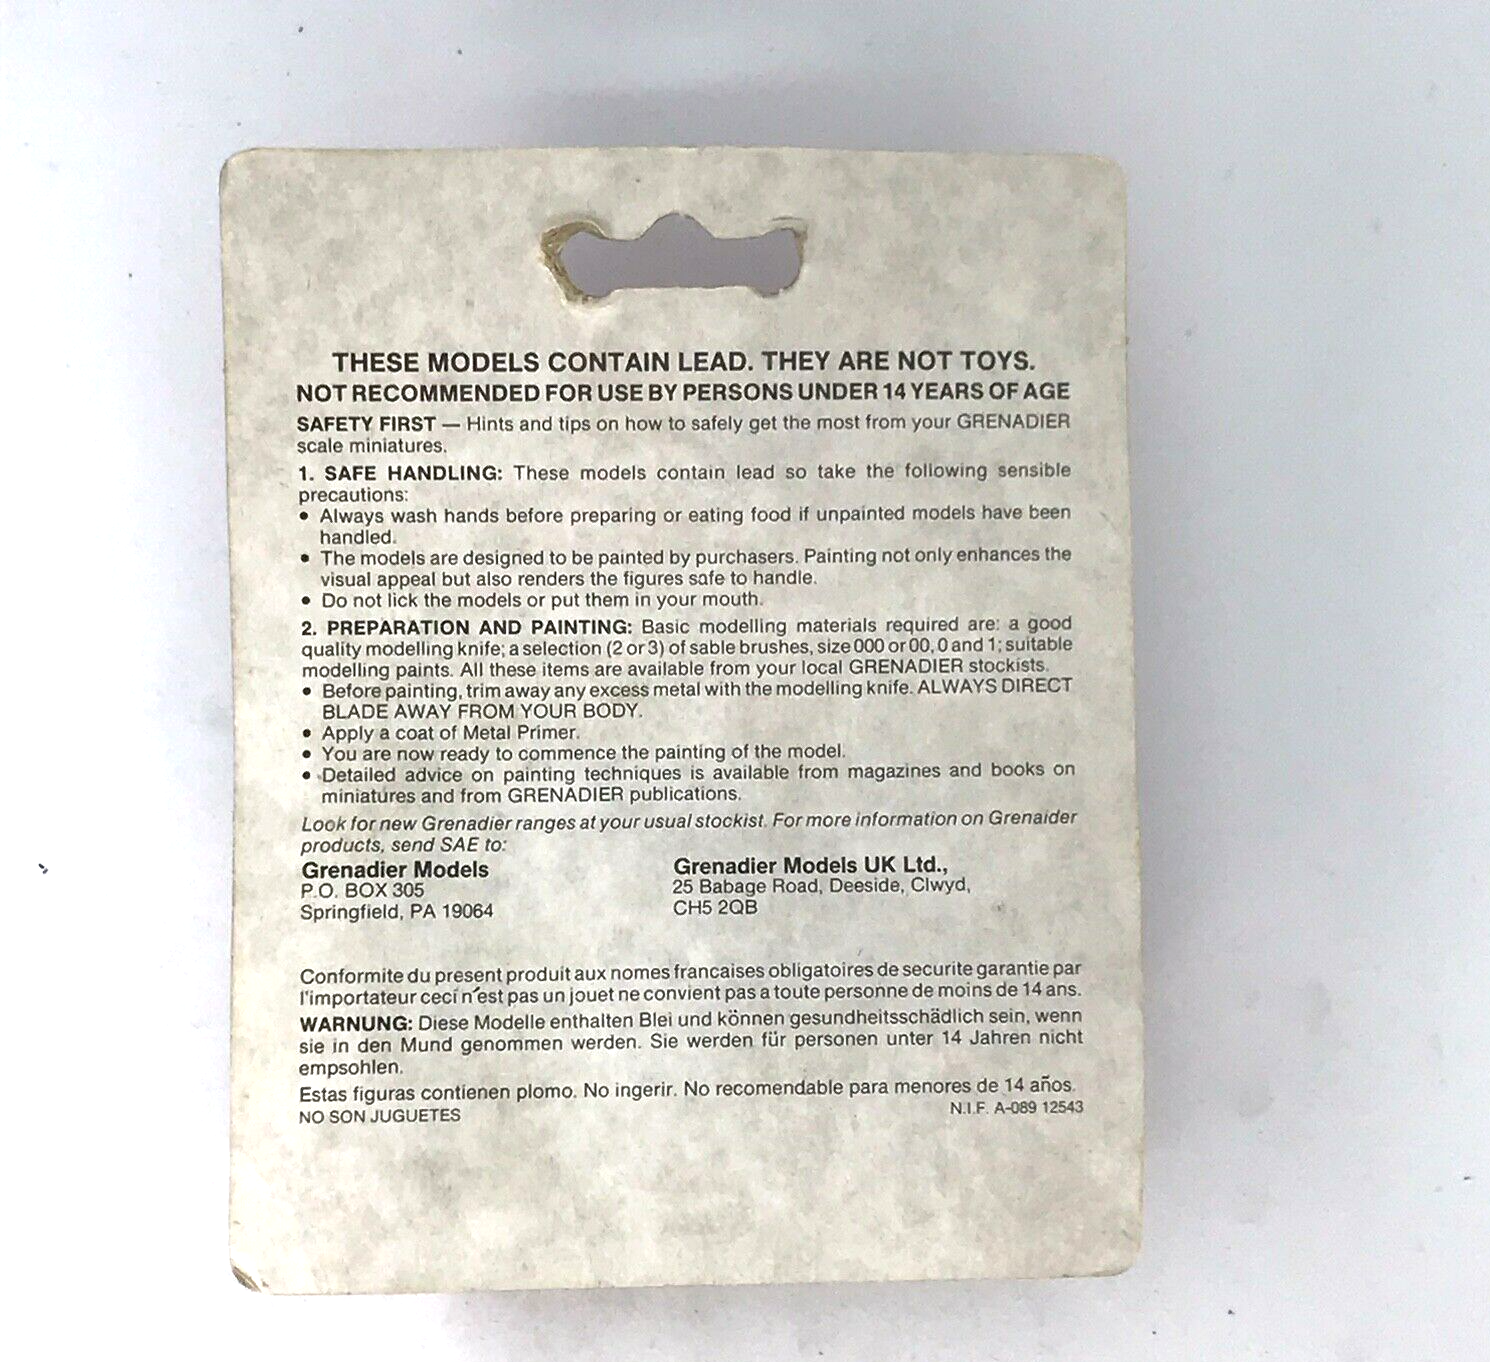 THESE MODELS CONTAIN LEAD. THEY ARE NOT TOYS.
NOT RECOMMENDED FOR USE BY PERSONS UNDER 14 YEARS OF AGE
SAFETY FIRST — Hints and tips on how to safely get the most from your GRENADIER
scale miniatures.
1. SAFE HANDLING: These models contain lead so take the following sensible
precautions:
• Always wash hands before preparing or eating food if unpainted models have been
handled.
• The models are designed to be painted by purchasers. Painting not only enhances the
visual appeal but also renders the figures safe to handle.
• Do not lick the models or put them in your mouth.
2. PREPARATION AND PAINTING: Basic modelling materials required are: a good
quality modelling knife; a selection (2 or 3) of sable brushes, size 000 or 00, 0 and 1; suitable
modelling paints. All these items are available from your local GRENADIER stockists.
• Before painting, trim away any excess metal with the modelling knife. ALWAYS DIRECT
BLADE AWAY FROM YOUR BODY.
• Apply a coat of Metal Primer.
• You are now ready to commence the painting of the model.
• Detailed advice on painting techniques is available from magazines and books on
miniatures and from GRENADIER publications.
Look for new Grenadier ranges at your usual stockist. For more information on Grenaider
products, send SAE to:
Grenadier Models
P.O. BOX 305
Springfield, PA 19064
Grenadier Models UK Ltd.,
25 Babage Road, Deeside, Clwyd,
CH5 2QB
Conformite du present produit aux nomes francaises obligatoires de securite garantie par
l'importateur ceci n'est pas un jouet ne convient pas a toute personne de moins de 14 ans.
WARNUNG: Diese Modelle enthalten Blei und können gesundheitsschädlich sein, wenn
sie in den Mund genommen werden. Sie werden für personen unter 14 Jahren nicht
empsohlen.
Estas figuras contienen plomo. No ingerir. No recomendable para menores de 14 años.
NO SON JUGUETES
N.I.F. A-089 12543